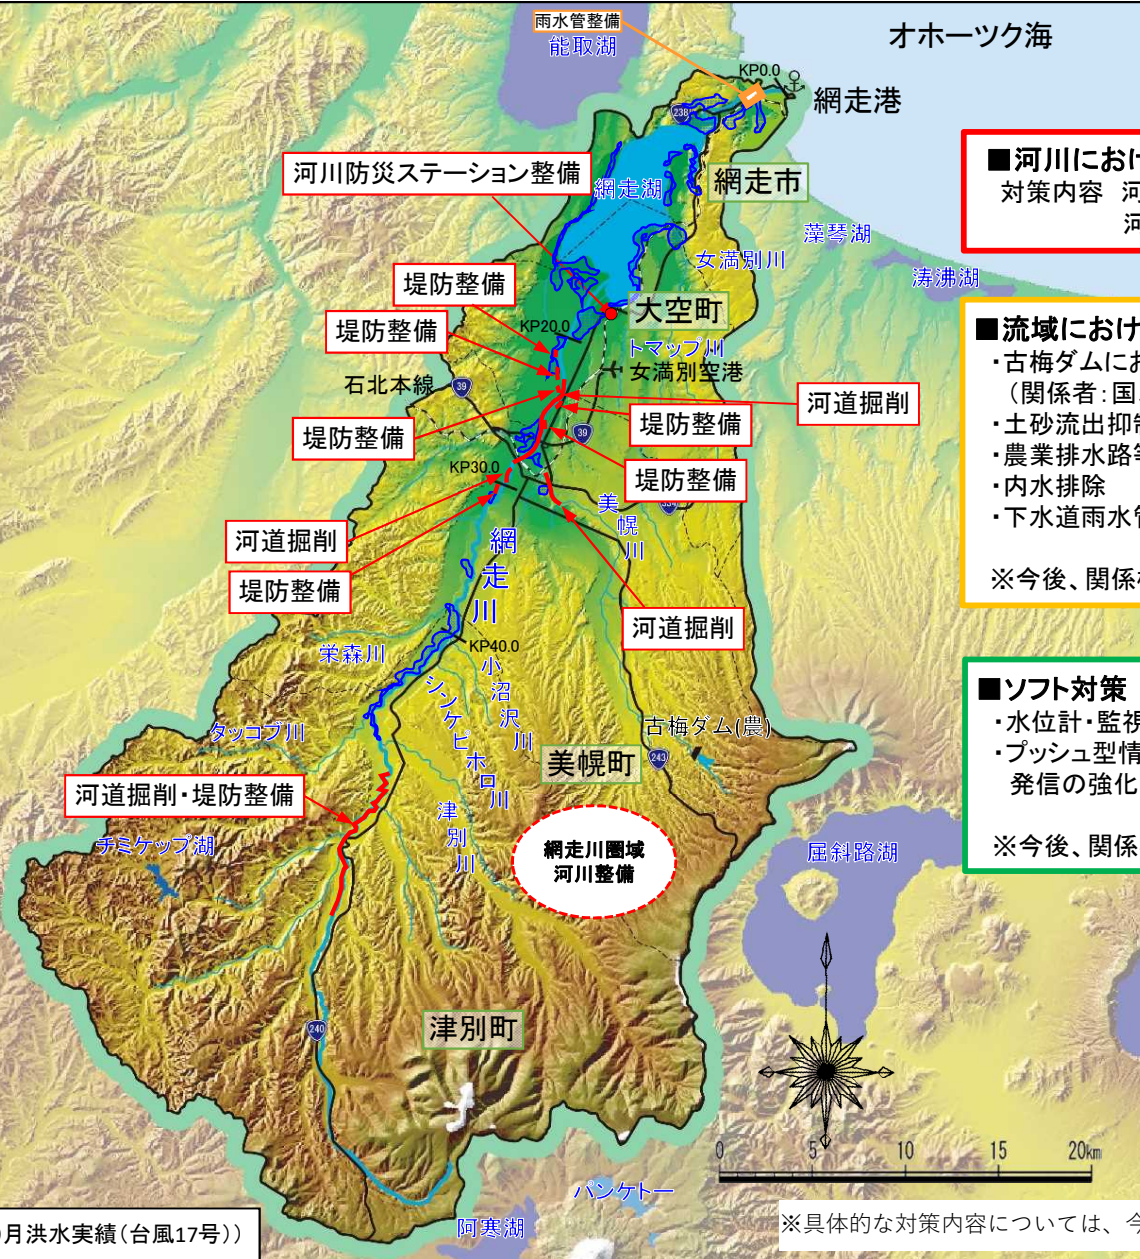 雨水管整備
能取湖
オホーツク海
KP0.0
網走港
238
■河川におけ
対策内容 河
河
河川防災ステーション整備
網走湖
網走市
藻琴湖
女満別川
濤沸湖
堤防整備
大空町
堤防整備
KP20.0
トマップ川
女満別空港
石北本線
39
河道掘削
堤防整備
堤防整備
39
KP30.0
堤防整備
334
美幌川
河道掘削
網走川
堤防整備
河道掘削
■流域におけ
・古梅ダムにお
(関係者:国、
・土砂流出抑制
・農業排水路等
・内水排除
・下水道雨水管
※今後、関係機
KP40.0
栄森川
小沼沢川
シンケピホロ川
タッコブ川
古梅ダム(農)
美幌町
243
■ソフト対策
・水位計・監視
・プッシュ型情
発信の強化
※今後、関係
河道掘削・堤防整備
津別川
チミケップ湖
網走川圏域
河川整備
屈斜路湖
240
津別町
0 5 10 15 20km
パンケトー
阿寒湖
月洪水実績(台風17号))
※具体的な対策内容については、今